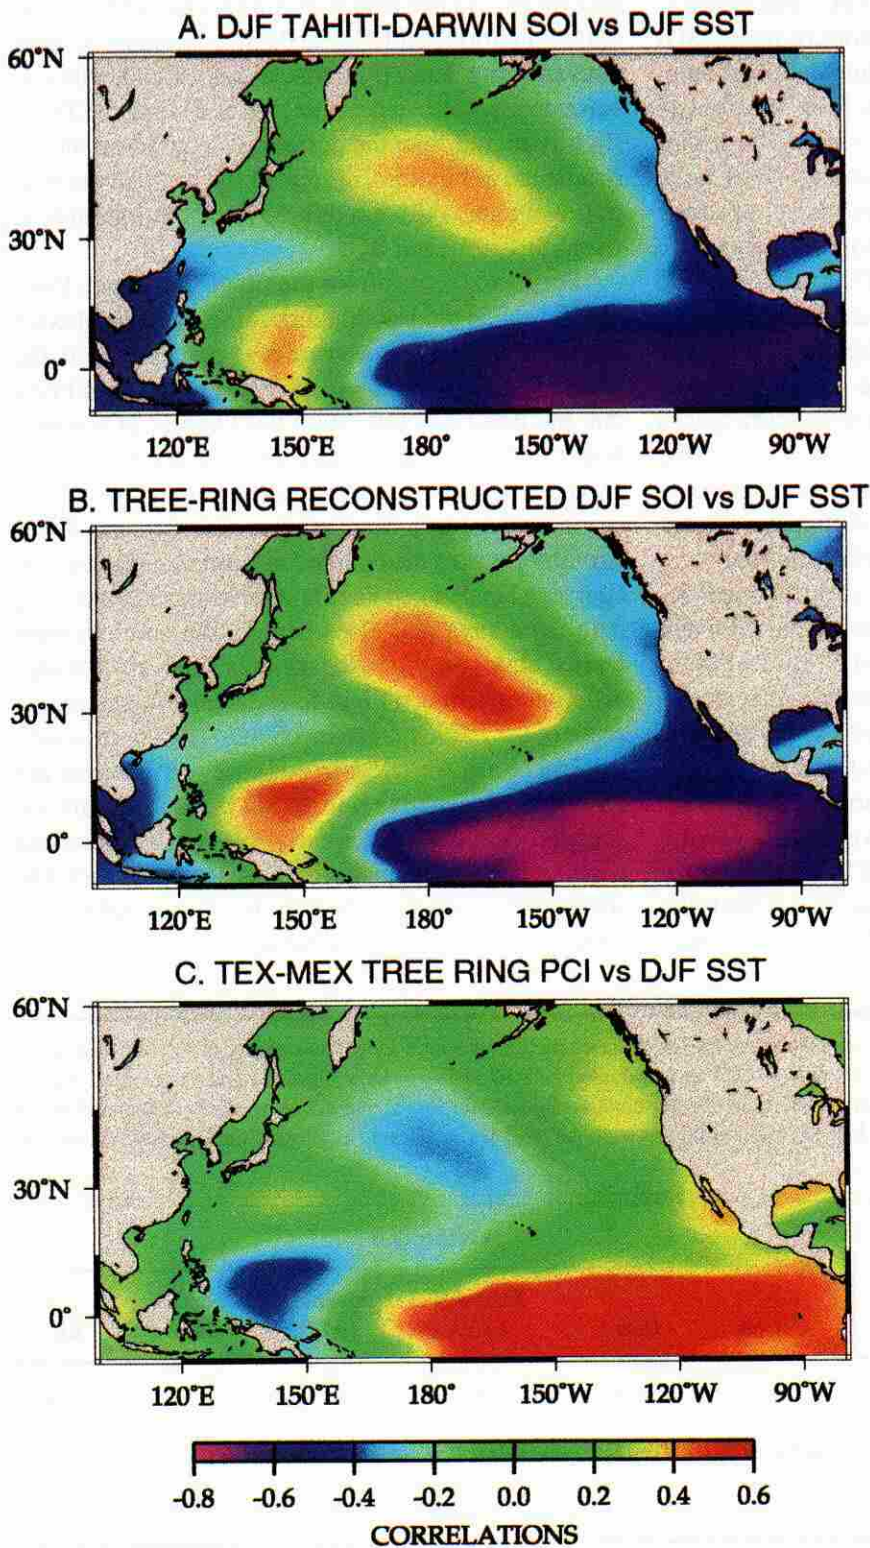 A. DJF TAHITI-DARWIN SOI vs DJF SST
60°N
30°N
0°
120°E 150°E 180° 150°W 120°W 90°W
B. TREE-RING RECONSTRUCTED DJF SOI vs DJF SST
60°N
30°N
0°
120°E 150°E 180° 150°W 120°W 90°W
C. TEX-MEX TREE RING PCI vs DJF SST
60°N
30°N
0°
120°E 150°E 180° 150°W 120°W 90°W
-0.8 -0.6 -0.4 -0.2 0.0 0.2 0.4 0.6
CORRELATIONS